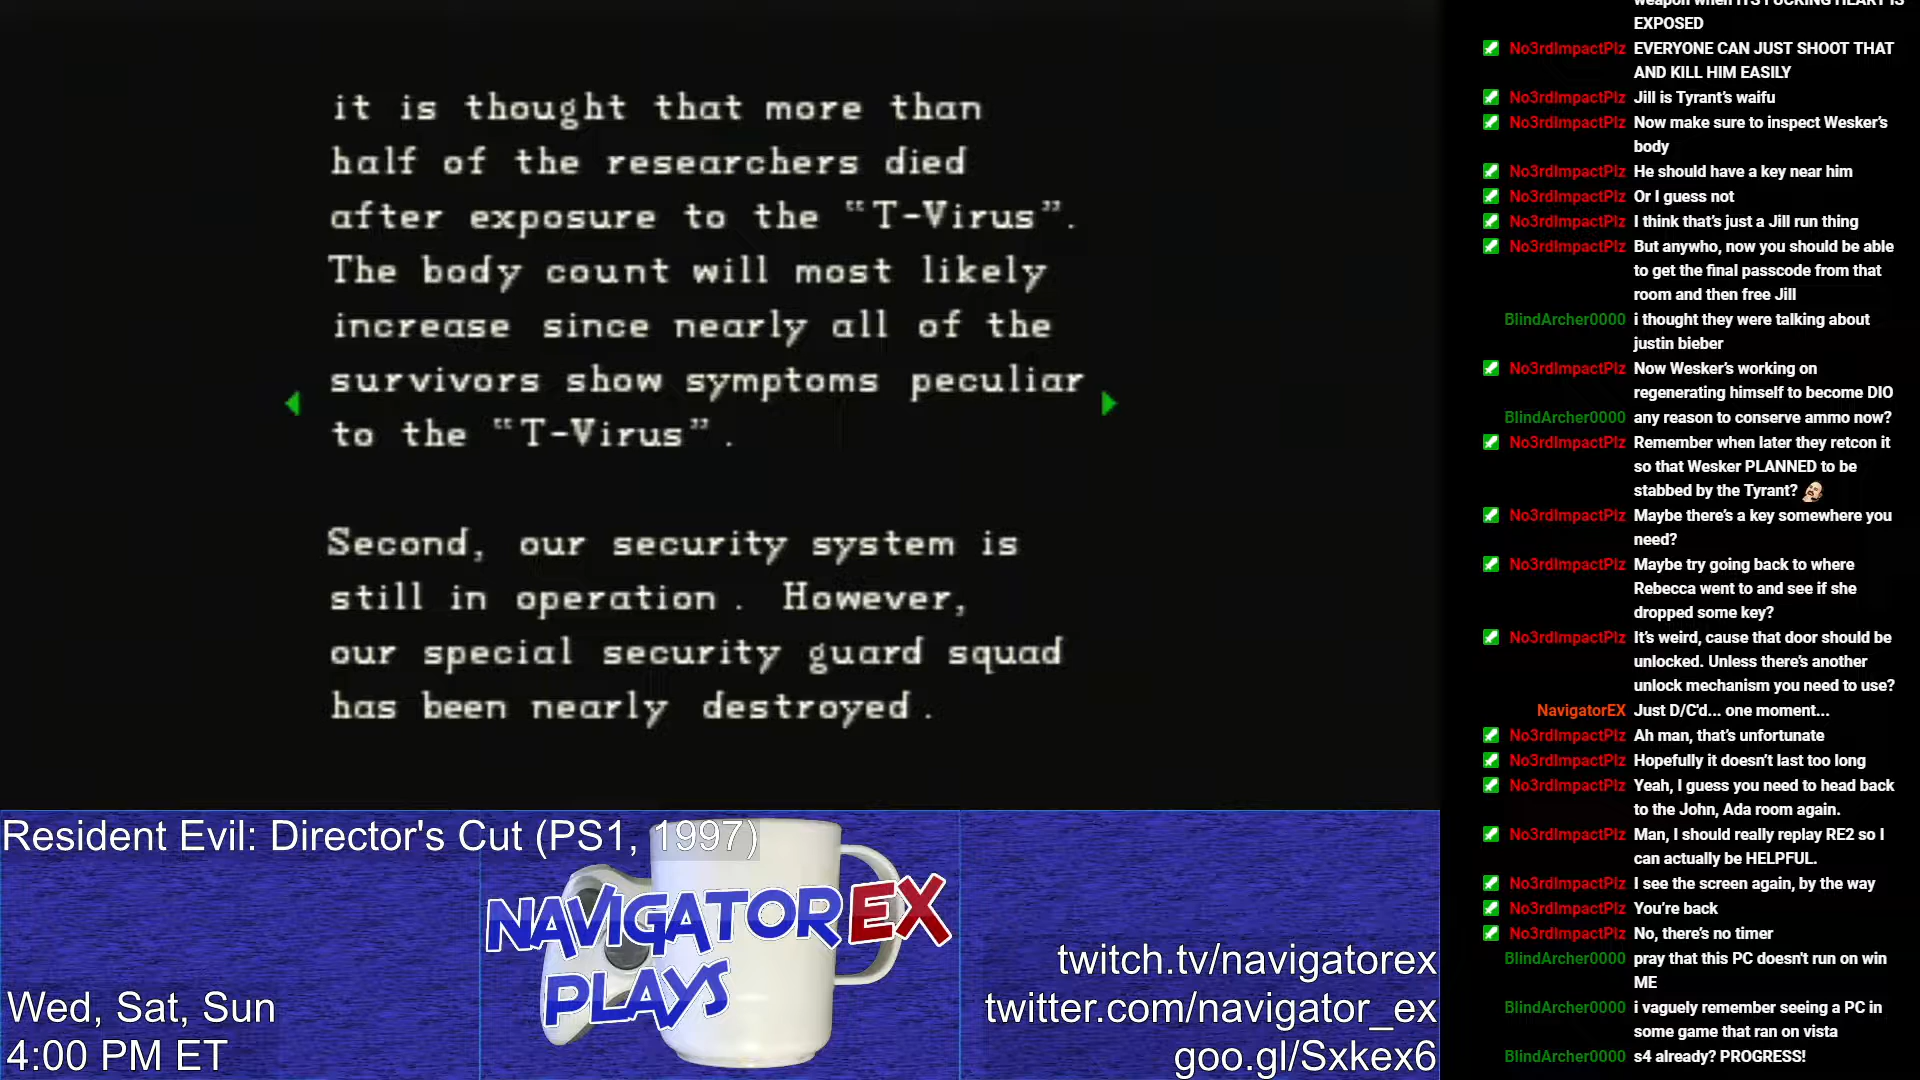 it is thought that more than
half of the researchers died
after exposure to the “T-Virus”.
The body count will most likely
increase since nearly all of the
survivors show symptoms peculiar
to the “T-Virus”.
Second, our security system is
still in operation. However,
our special security guard squad
has been nearly destroyed.
Resident Evil: Director's Cut (PS1, 1997)
NAVIGATOREX
PLAYS
Wed, Sat, Sun
4:00 PM ET
twitch.tv/navigatorex
twitter.com/navigator_ex
goo.gl/Sxkex6
EXPOSED
No3rdImpactPlz EVERYONE CAN JUST SHOOT THAT
AND KILL HIM EASILY
No3rdImpactPlz Jill is Tyrant's waifu
No3rdImpactPlz Now make sure to inspect Wesker's
body
No3rdImpactPlz He should have a key near him
No3rdImpactPlz Or I guess not
No3rdImpactPlz I think that's just a Jill run thing
No3rdImpactPlz But anywho, now you should be able
to get the final passcode from that
room and then free Jill
BlindArcher0000 i thought they were talking about
justin bieber
No3rdImpactPlz Now Wesker's working on
regenerating himself to become DIO
BlindArcher0000 any reason to conserve ammo now?
No3rdImpactPlz Remember when later they retcon it
so that Wesker PLANNED to be
stabbed by the Tyrant?
No3rdImpactPlz Maybe there's a key somewhere you
need?
No3rdImpactPlz Maybe try going back to where
Rebecca went to and see if she
dropped some key?
No3rdImpactPlz It's weird, cause that door should be
unlocked. Unless there's another
unlock mechanism you need to use?
NavigatorEX Just D/C'd... one moment...
No3rdImpactPlz Ah man, that's unfortunate
No3rdImpactPlz Hopefully it doesn't last too long
No3rdImpactPlz Yeah, I guess you need to head back
to the John, Ada room again.
No3rdImpactPlz Man, I should really replay RE2 so I
can actually be HELPFUL.
No3rdImpactPlz I see the screen again, by the way
No3rdImpactPlz You're back
No3rdImpactPlz No, there's no timer
BlindArcher0000 pray that this PC doesn't run on win
ME
BlindArcher0000 i vaguely remember seeing a PC in
some game that ran on vista
BlindArcher0000 s4 already? PROGRESS!